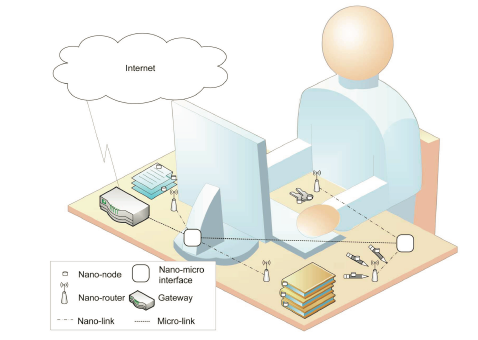 Internet
Nano-node
Nano-micro
interface
Nano-router
Gateway
Nano-link
Micro-link